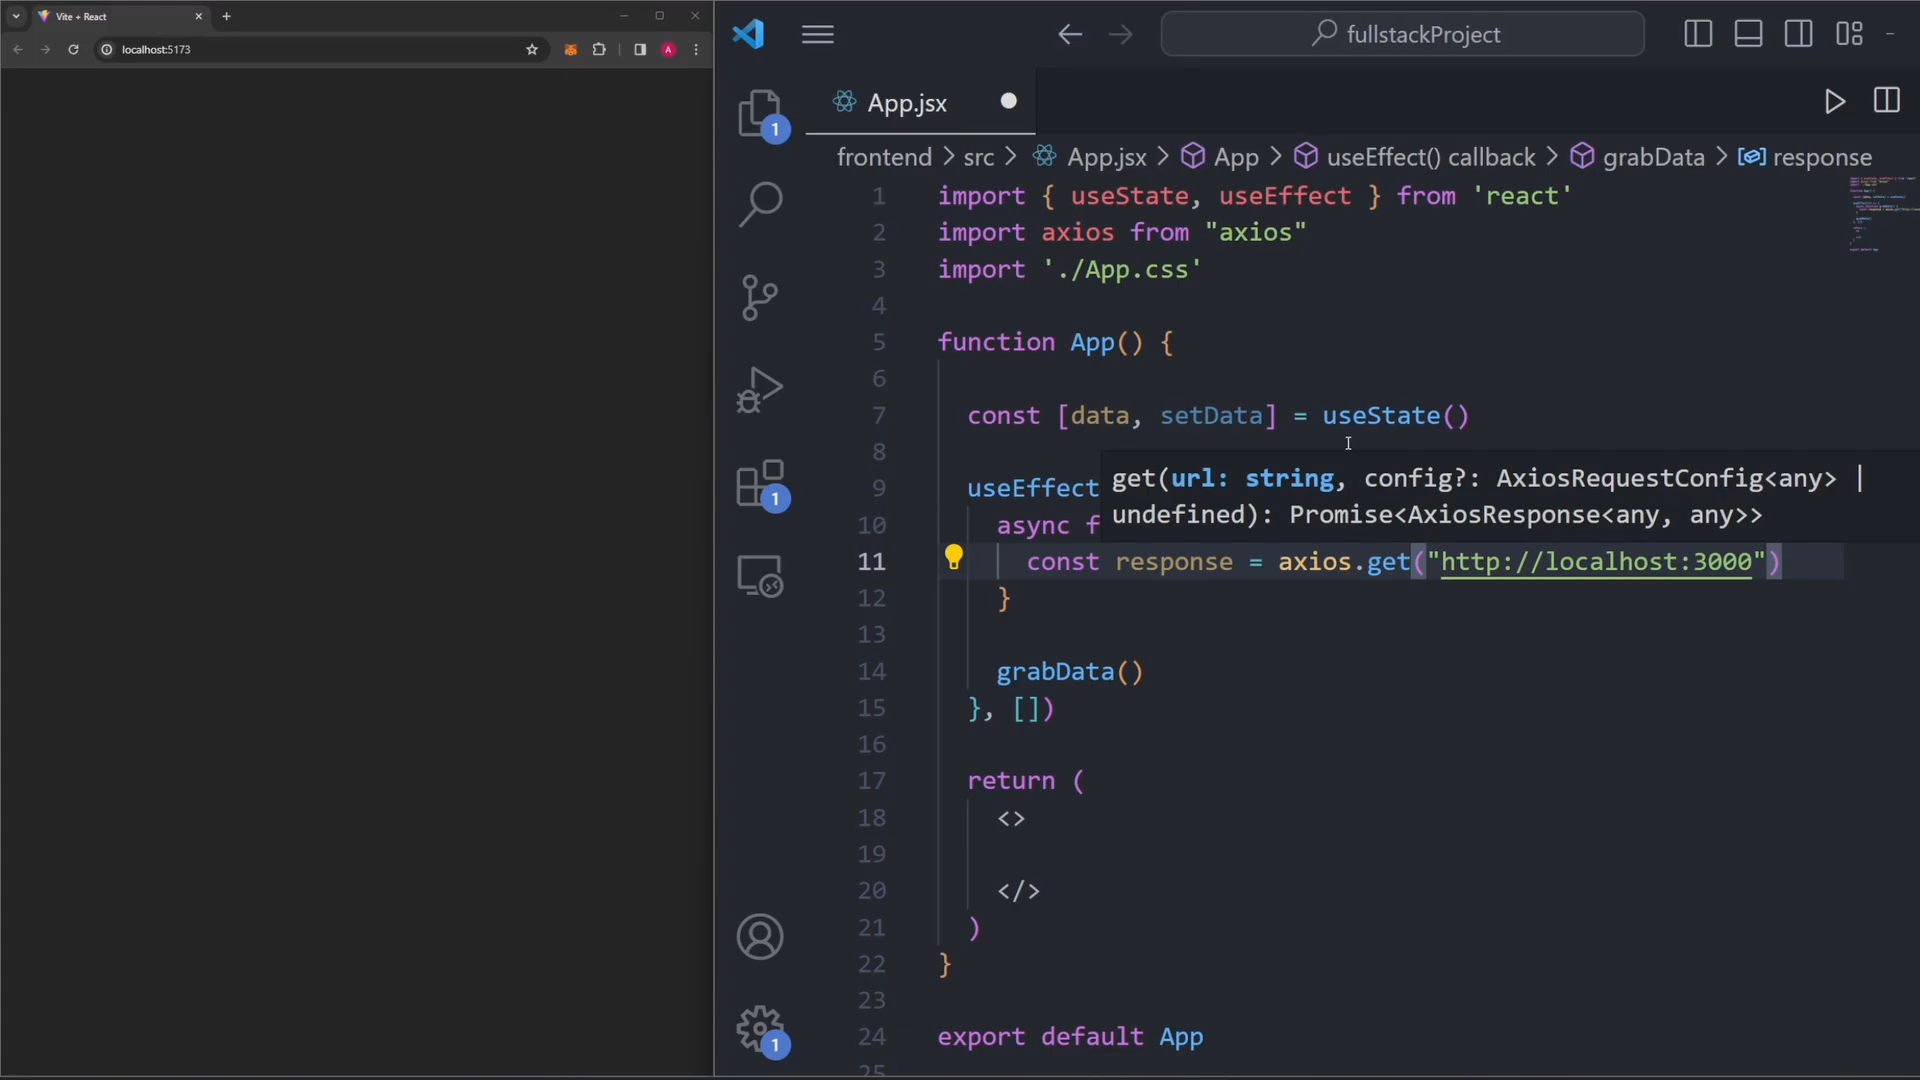 Vite + React
localhost:5173
A
fullstackProject
1
1
1
App.jsx
frontend > src > App.jsx > App > useEffect() callback > grabData > response
1 import { useState, useEffect } from 'react'
2 import axios from "axios"
3 import './App.css'
4
5 function App() {
6
7 const [data, setData] = useState()
8
get(url: string, config?: AxiosRequestConfig<any> |
undefined): Promise<AxiosResponse<any, any>>
9 useEffect
10 async f
11 const response = axios.get("http://localhost:3000")
12 }
13
14 grabData()
15 }, [])
16
17 return (
18 <>
19
20 </>
21 )
22 }
23
24 export default App
25